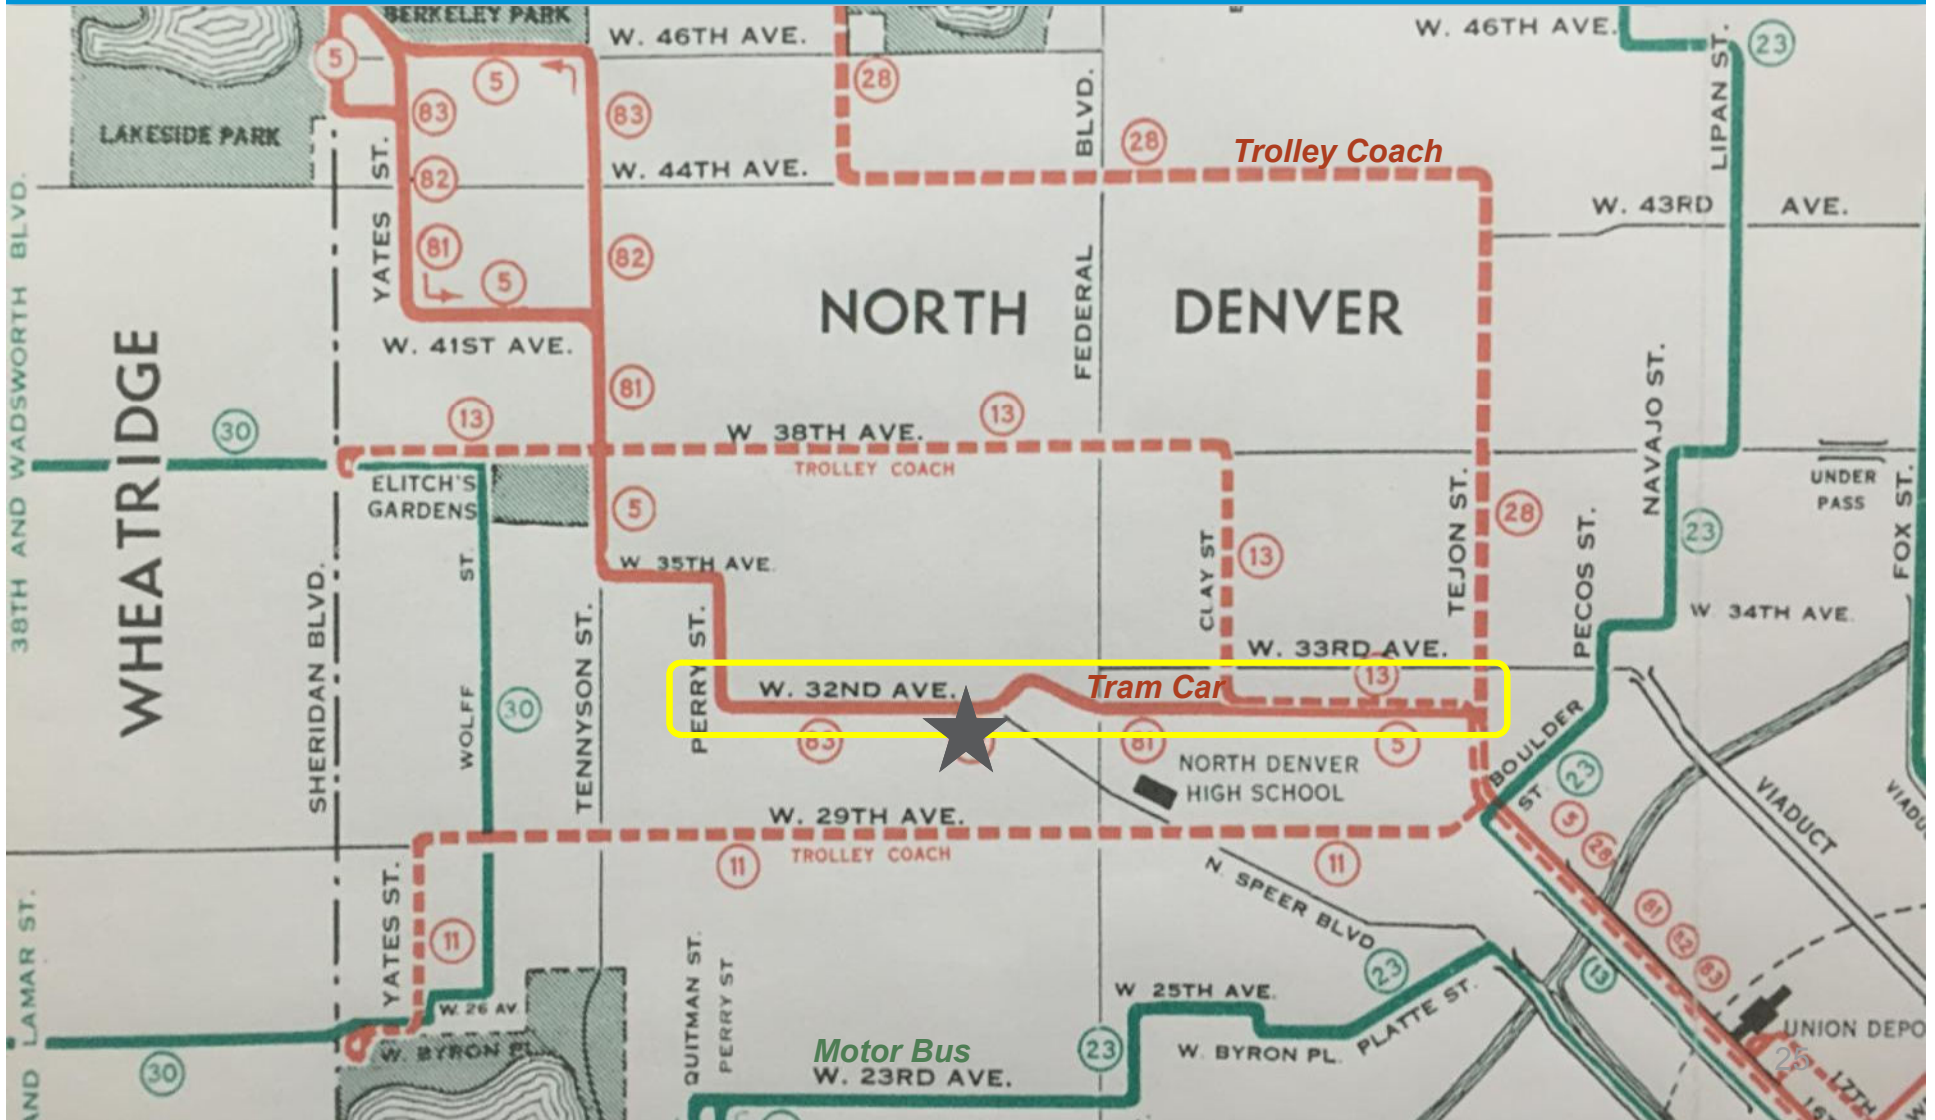 BERKELEY PARK
W. 46TH AVE.
W. 46TH AVE.
23
LIPAN ST.
5
5
28
83
83
BLVD.
28
Trolley Coach
LAKESIDE PARK
YATES ST.
82
W. 44TH AVE.
W. 43RD AVE.
38TH AND WADSWORTH BLVD.
81
5
82
NORTH DENVER
FEDERAL
WHEATRIDGE
W. 41ST AVE.
81
NAVAJO ST.
30
13
13
W 38TH AVE.
TROLLEY COACH
ELITCH'S
GARDENS
5
TEJON ST.
28
23
UNDER
PASS
FOX ST.
PECOS ST.
CLAY ST
13
ST.
W 35TH AVE.
W 34TH AVE.
SHERIDAN BLVD.
TENNYSON ST.
PERRY ST.
W. 33RD AVE.
13
W. 32ND AVE.
Tram Car
WOLFF
30
83
81
5
NORTH DENVER
HIGH SCHOOL
BOULDER
ST
23
VIADUCT
VIADU
W. 29TH AVE.
TROLLEY COACH
11
11
5
28
N. SPEER BLVD
YATES ST.
11
81
82
83
13
AND LAMAR ST.
W. 26 AV
QUITMAN ST.
PERRY ST
W 25TH AVE.
23
PLATTE ST.
UNION DEPO
W. BYRON PL.
23
W. BYRON PL.
Motor Bus
W. 23RD AVE.
30
25
17TH
16T